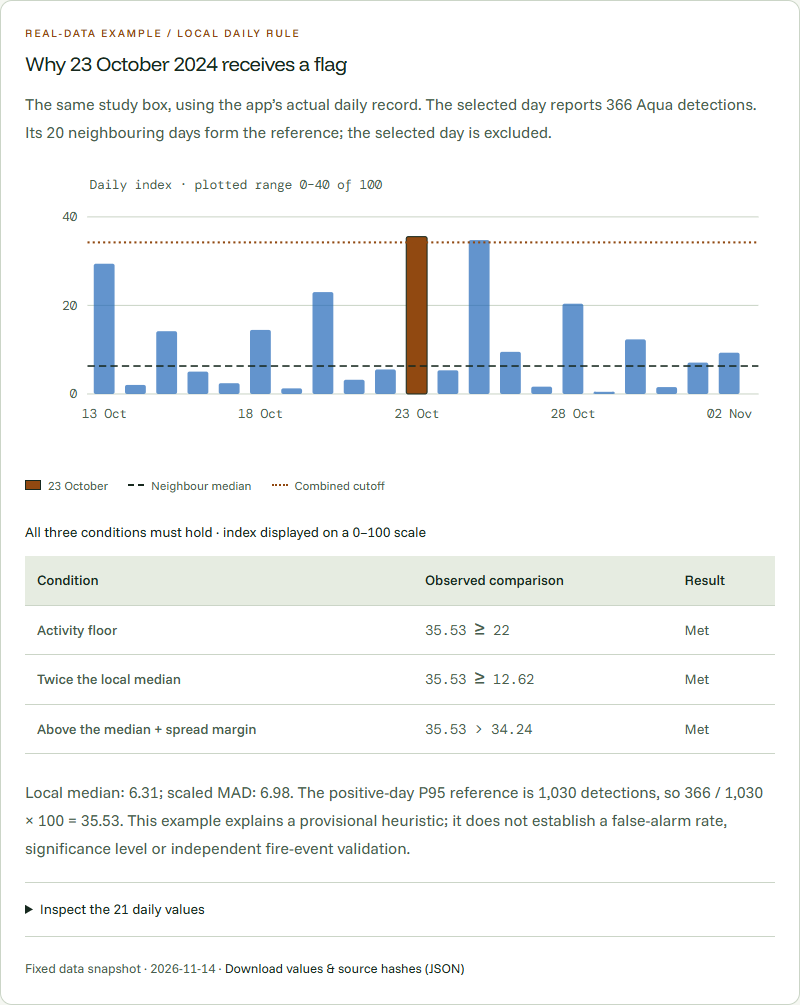 REAL-DATA EXAMPLE / LOCAL DAILY RULE
Why 23 October 2024 receives a flag
The same study box, using the app’s actual daily record. The selected day reports 366 Aqua detections.
Its 20 neighbouring days form the reference; the selected day is excluded.
Daily index · plotted range 0–40 of 100
40
20
0
13 Oct 18 Oct 23 Oct 28 Oct 02 Nov
23 October Neighbour median Combined cutoff
All three conditions must hold · index displayed on a 0–100 scale
Condition Observed comparison Result
Activity floor 35.53 ≥ 22 Met
Twice the local median 35.53 ≥ 12.62 Met
Above the median + spread margin 35.53 > 34.24 Met
Local median: 6.31; scaled MAD: 6.98. The positive-day P95 reference is 1,030 detections, so 366 / 1,030
× 100 = 35.53. This example explains a provisional heuristic; it does not establish a false-alarm rate,
significance level or independent fire-event validation.
Inspect the 21 daily values
Fixed data snapshot · 2026-11-14 · Download values & source hashes (JSON)